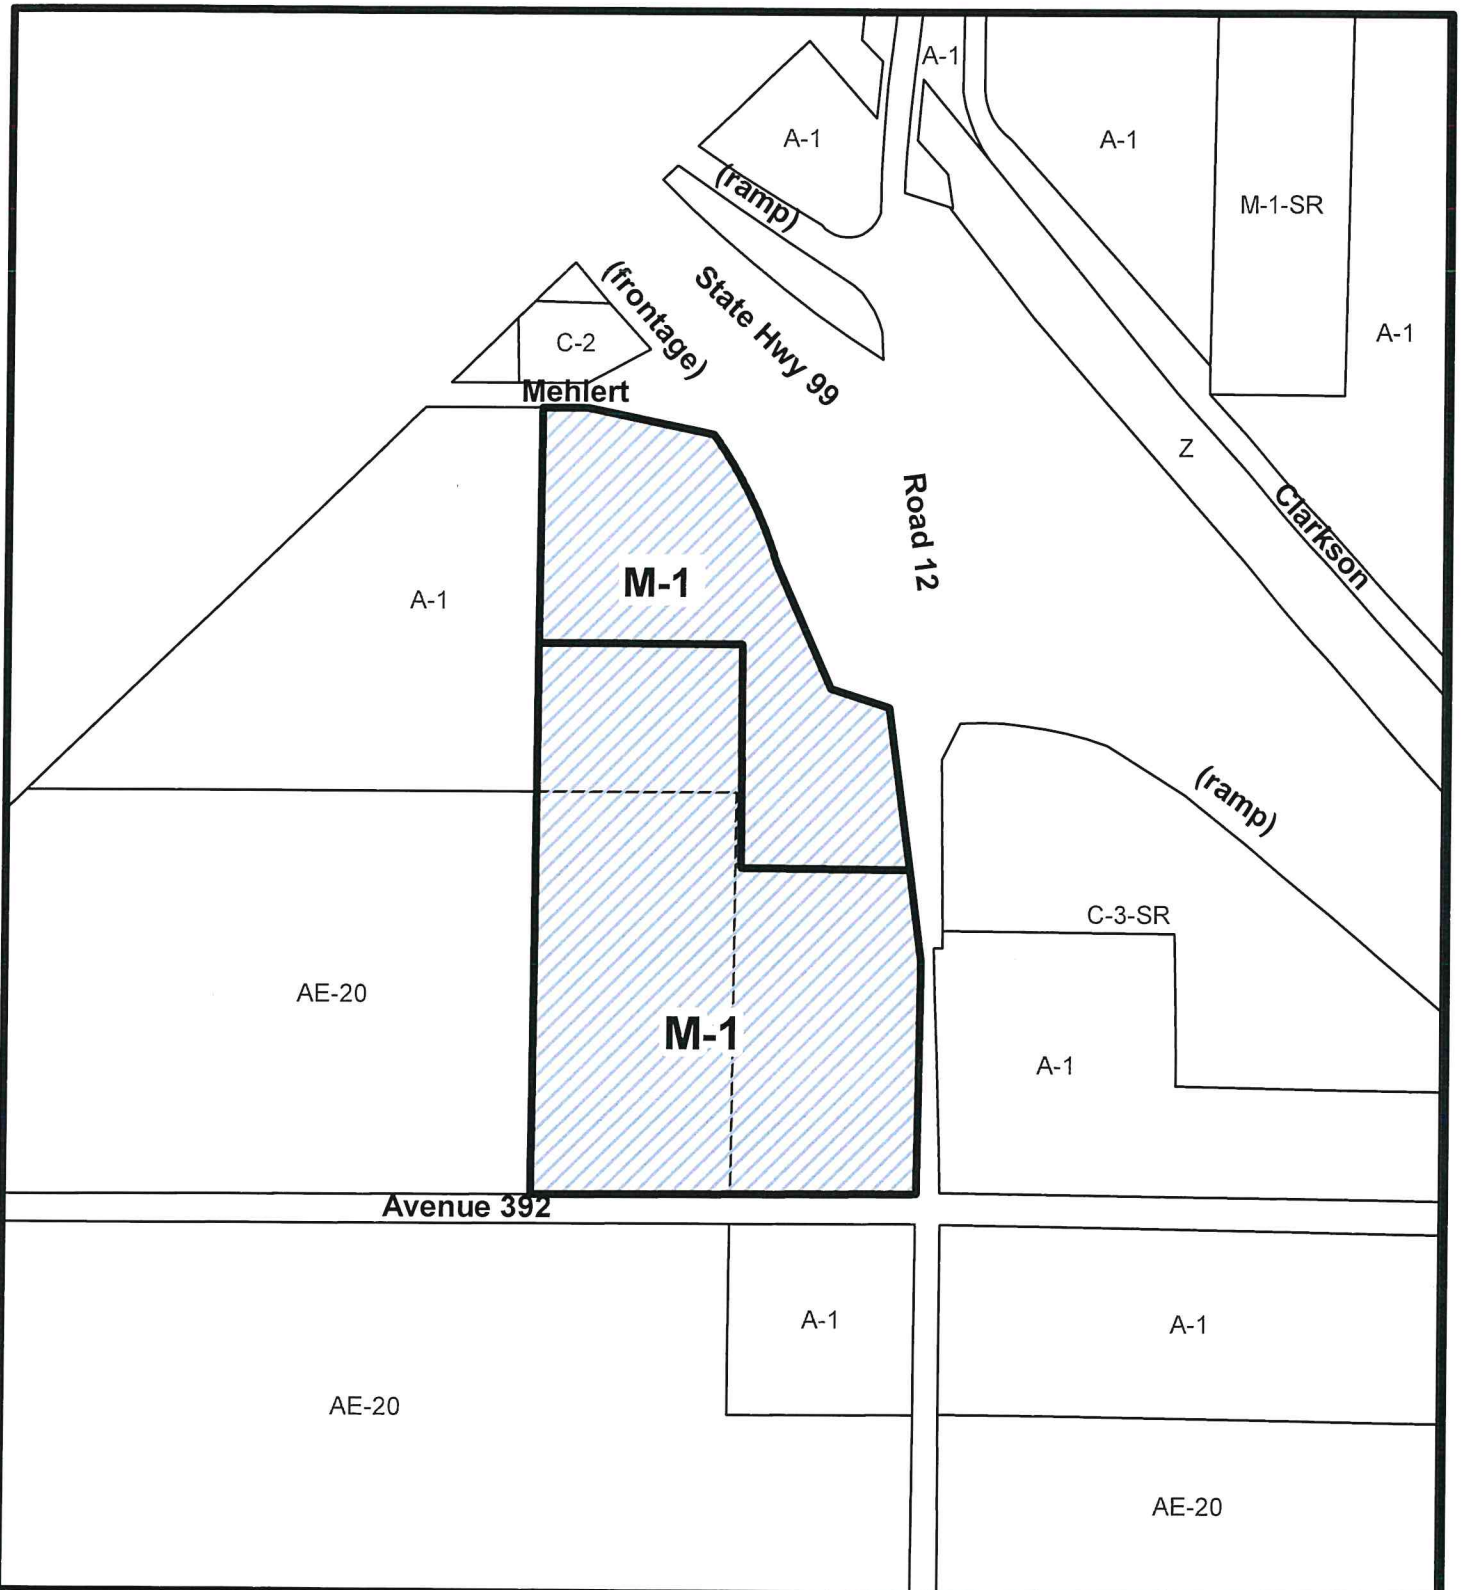 A-1
A-1
A-1
(ramp)
M-1-SR
(frontage)
State Hwy 99
A-1
C-2
Mehlert
Z
Road 12
Clarkson
M-1
A-1
(ramp)
C-3-SR
AE-20
M-1
A-1
Avenue 392
A-1
A-1
AE-20
AE-20